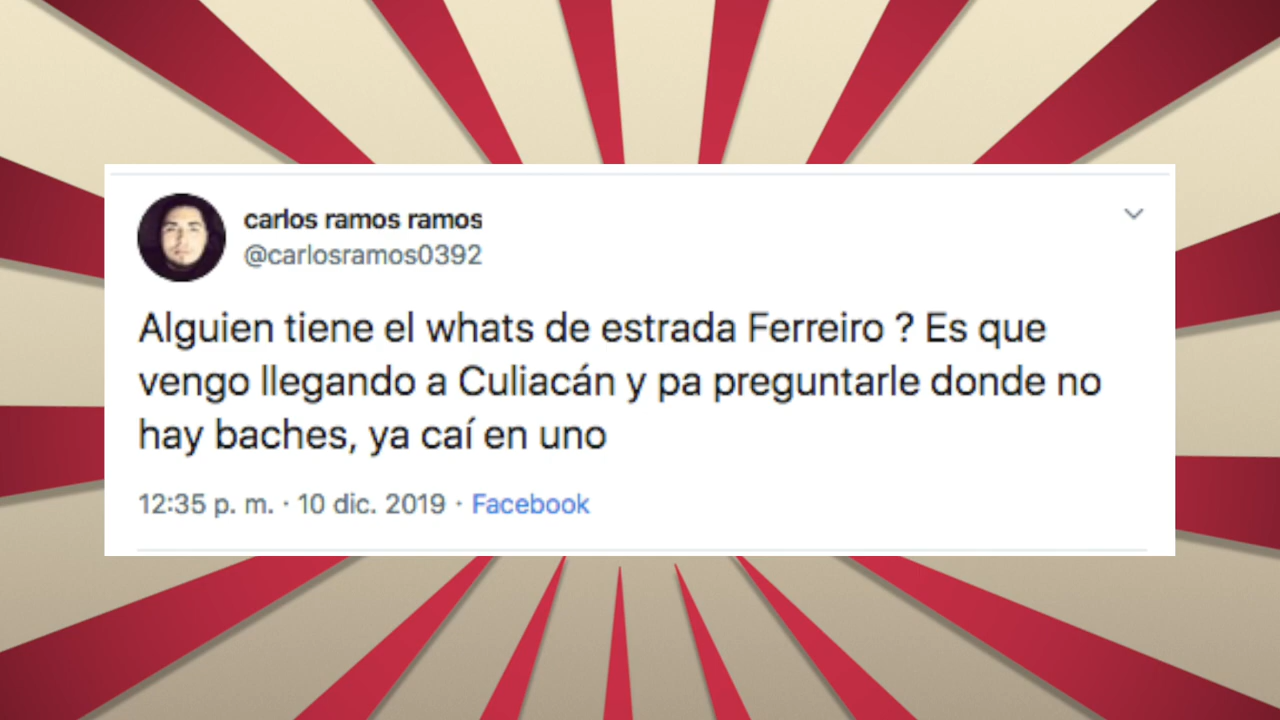 carlos ramos ramos
@carlosramos0392
Alguien tiene el whats de estrada Ferreiro ? Es que
vengo llegando a Culiacán y pa preguntarle donde no
hay baches, ya caí en uno
12:35 p. m. · 10 dic. 2019 · Facebook